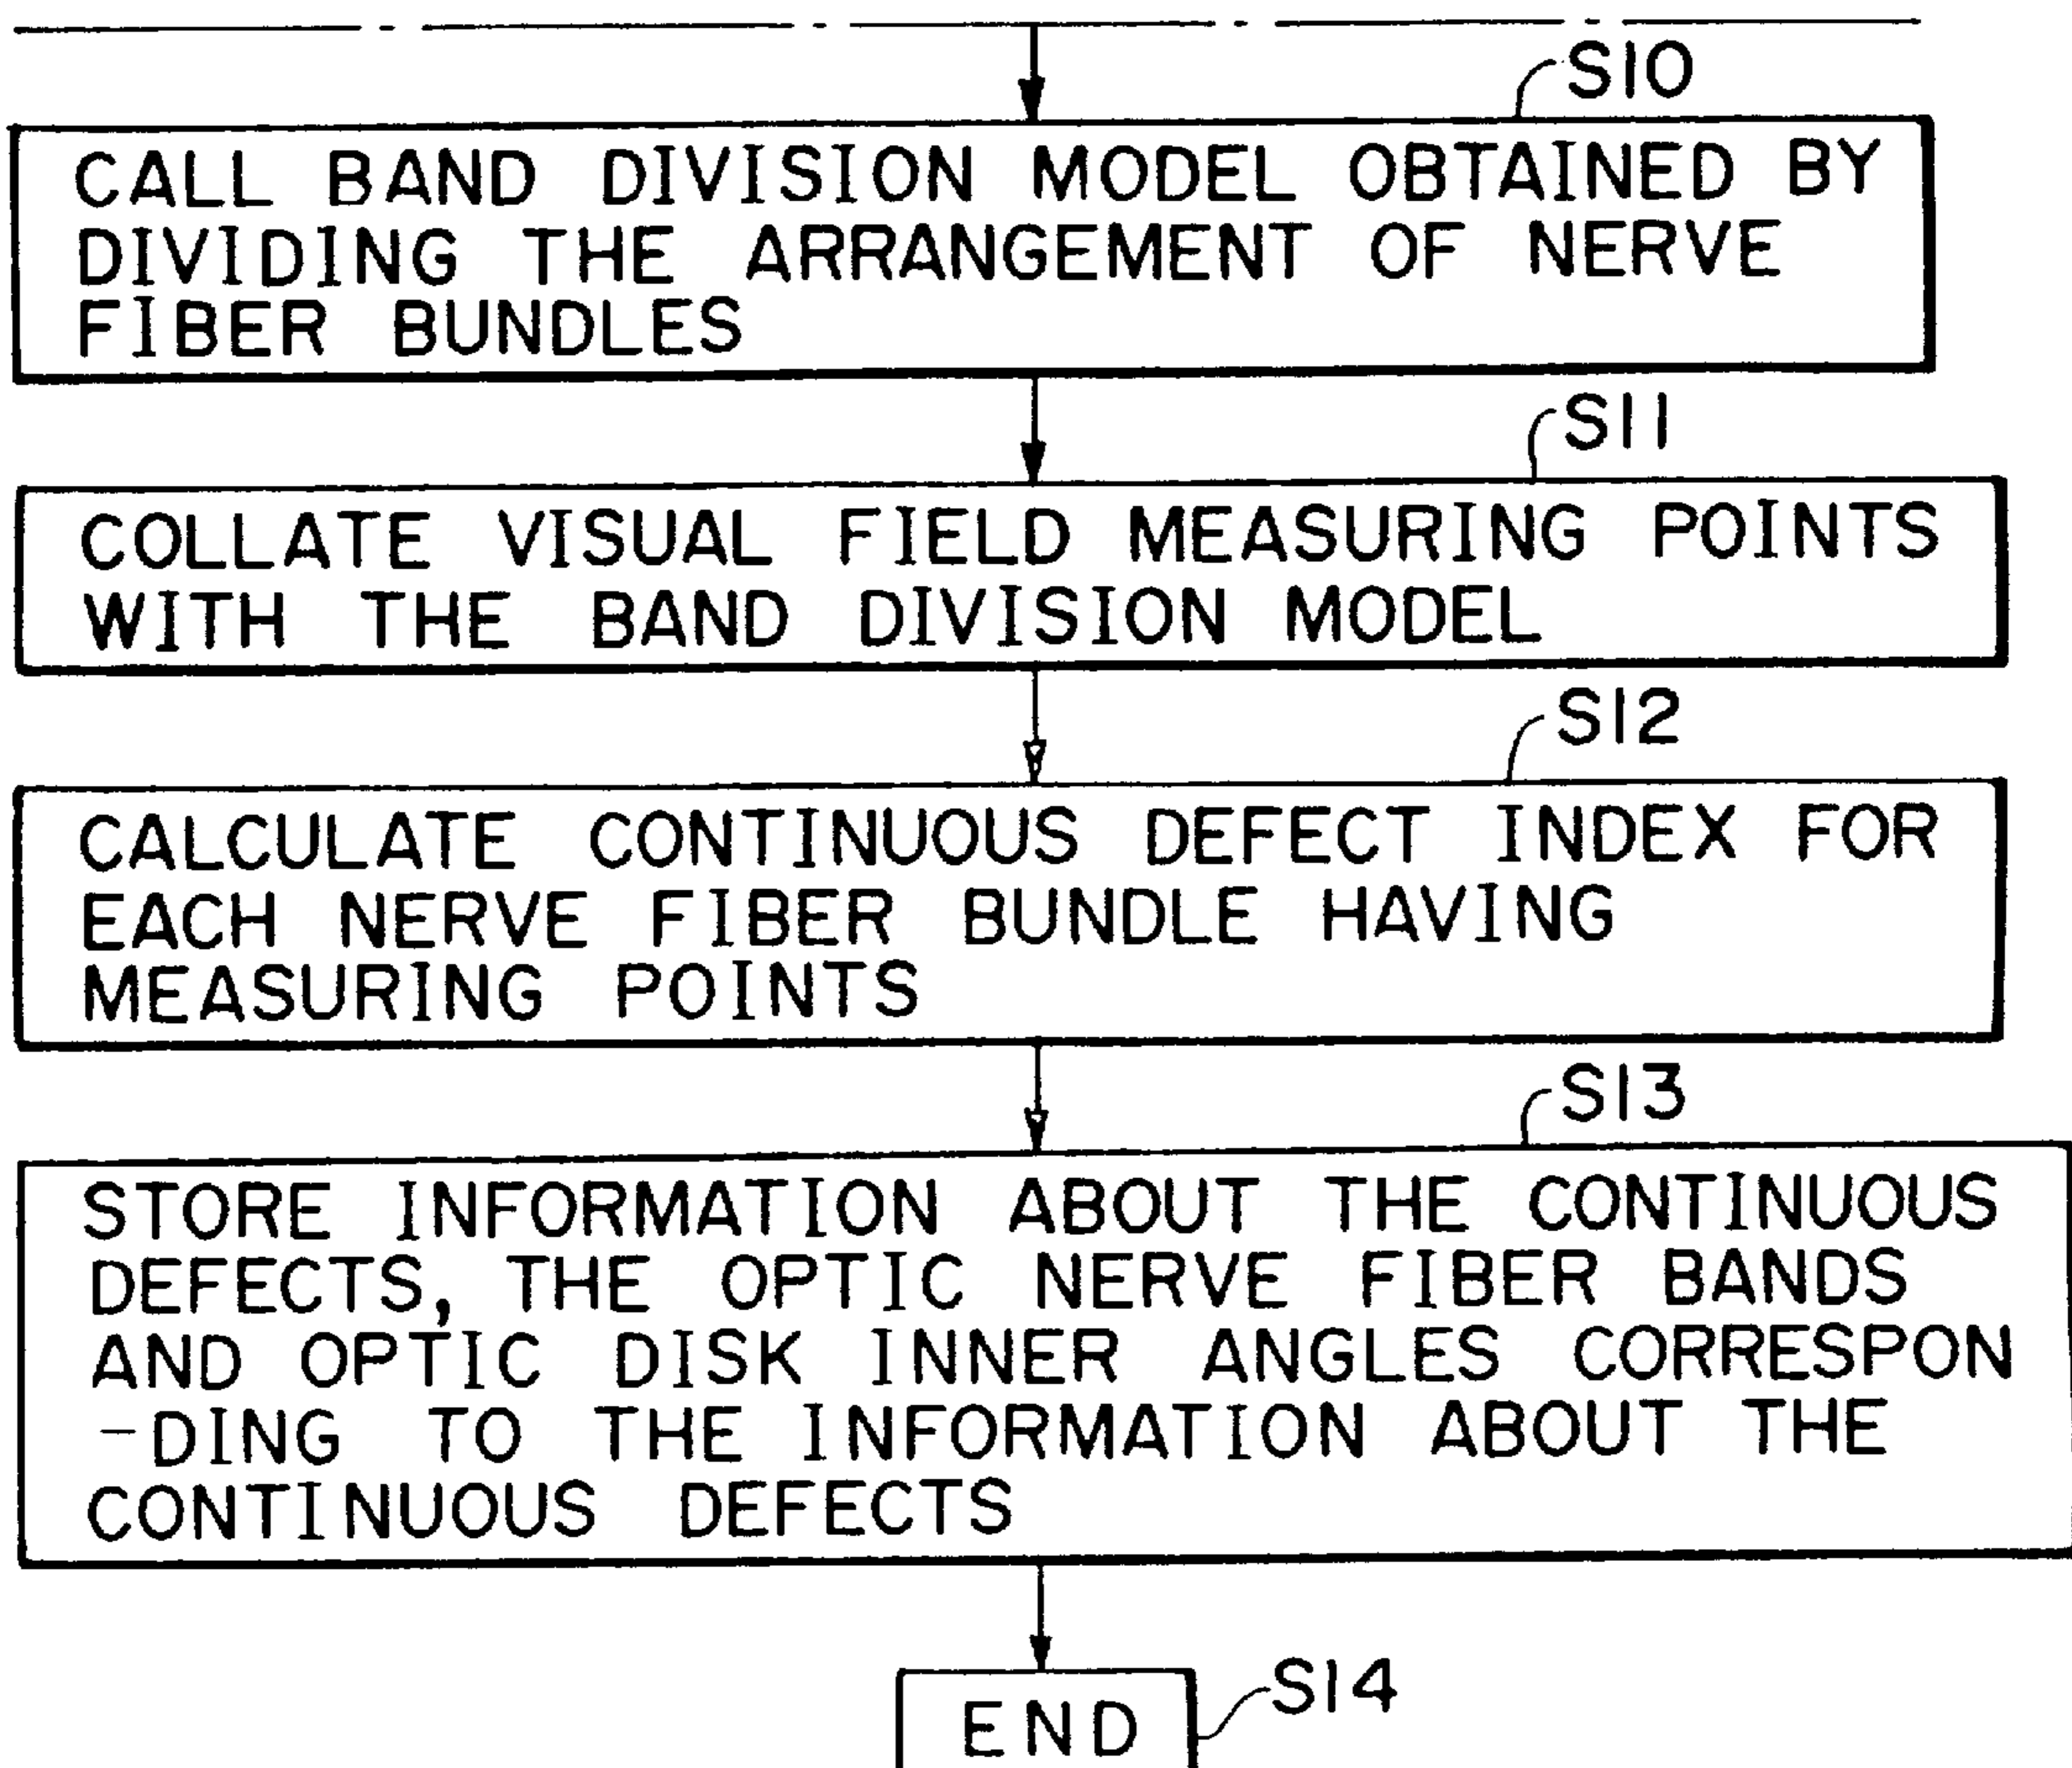 S10
CALL BAND DIVISION MODEL OBTAINED BY
DIVIDING THE ARRANGEMENT OF NERVE
FIBER BUNDLES
S11
COLLATE VISUAL FIELD MEASURING POINTS
WITH THE BAND DIVISION MODEL
S12
CALCULATE CONTINUOUS DEFECT INDEX FOR
EACH NERVE FIBER BUNDLE HAVING
MEASURING POINTS
S13
STORE INFORMATION ABOUT THE CONTINUOUS
DEFECTS, THE OPTIC NERVE FIBER BANDS
AND OPTIC DISK INNER ANGLES CORRESPON
-DING TO THE INFORMATION ABOUT THE
CONTINUOUS DEFECTS
S14
END